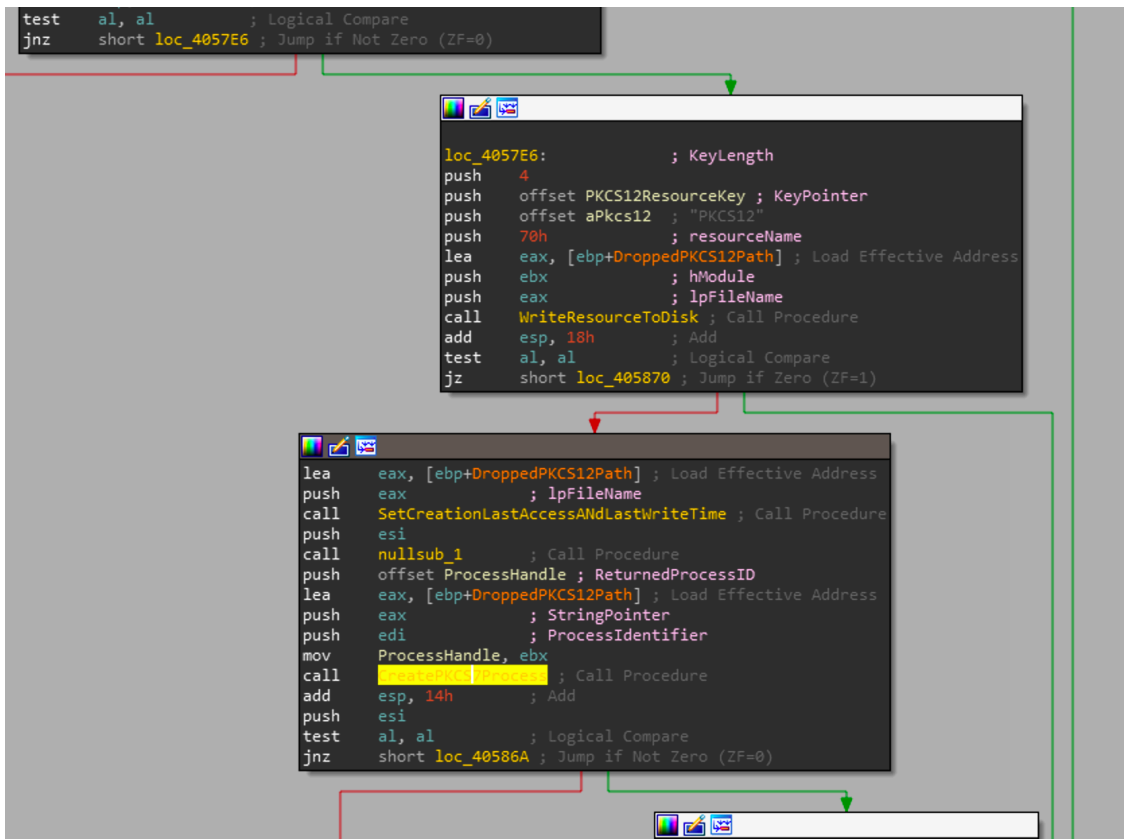 test al, al ; Logical Compare
jnz short loc_4057E6 ; Jump if Not Zero (ZF=0)
loc_4057E6: ; KeyLength
push 4
push offset PKCS12ResourceKey ; KeyPointer
push offset aPkcs12 ; "PKCS12"
push 70h ; resourceName
lea eax, [ebp+DroppedPKCS12Path] ; Load Effective Address
push ebx ; hModule
push eax ; lpFileName
call WriteResourceToDisk ; Call Procedure
add esp, 18h ; Add
test al, al ; Logical Compare
jz short loc_405870 ; Jump if Zero (ZF=1)
lea eax, [ebp+DroppedPKCS12Path] ; Load Effective Address
push eax ; lpFileName
call SetCreationLastAccessANdLastWriteTime ; Call Procedure
push esi
call nullsub_1 ; Call Procedure
push offset ProcessHandle ; ReturnedProcessID
lea eax, [ebp+DroppedPKCS12Path] ; Load Effective Address
push eax ; StringPointer
push edi ; ProcessIdentifier
mov ProcessHandle, ebx
call CreatePKCS7Process ; Call Procedure
add esp, 14h ; Add
push esi
test al, al ; Logical Compare
jnz short loc_40586A ; Jump if Not Zero (ZF=0)